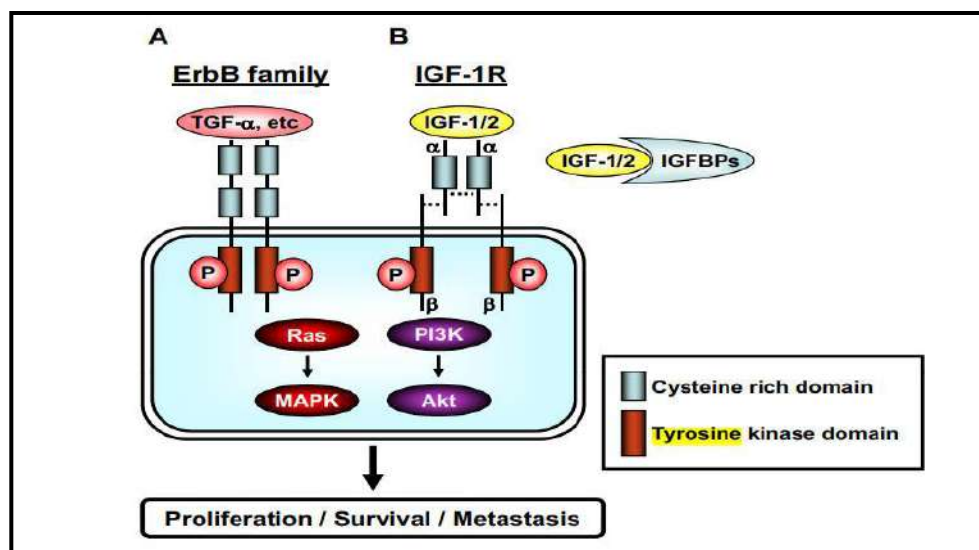 A
B
ErbB family
IGF-1R
TGF-α, etc
IGF-1/2
α
α
IGF-1/2
IGFBPs
P
P
P
P
β
β
Ras
PI3K
MAPK
Akt
Cysteine rich domain
Tyrosine kinase domain
Proliferation / Survival / Metastasis